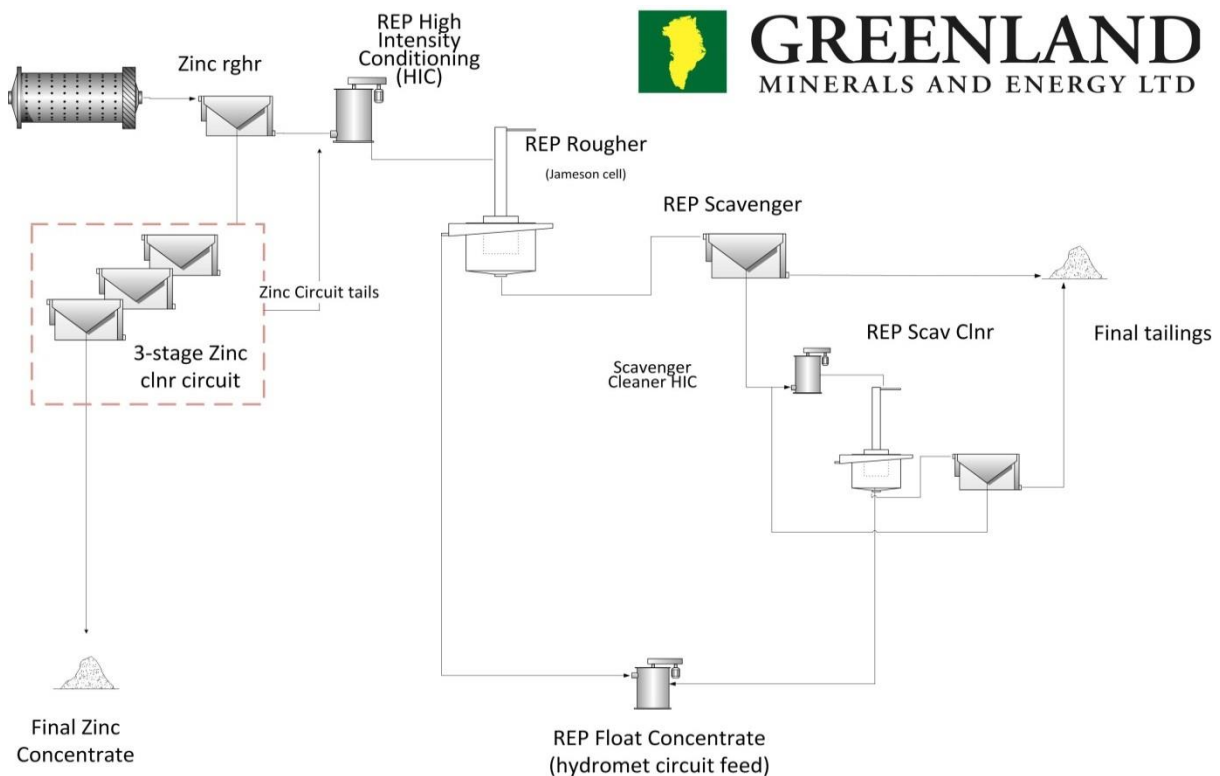 REP High
Intensity
Conditioning
(HIC)
GREENLAND
MINERALS AND ENERGY LTD
Zinc rghr
REP Rougher
(Jameson cell)
REP Scavenger
Zinc Circuit tails
3-stage Zinc
clnr circuit
REP Scav Clnr
Final tailings
Scavenger
Cleaner HIC
Final Zinc
Concentrate
REP Float Concentrate
(hydromet circuit feed)